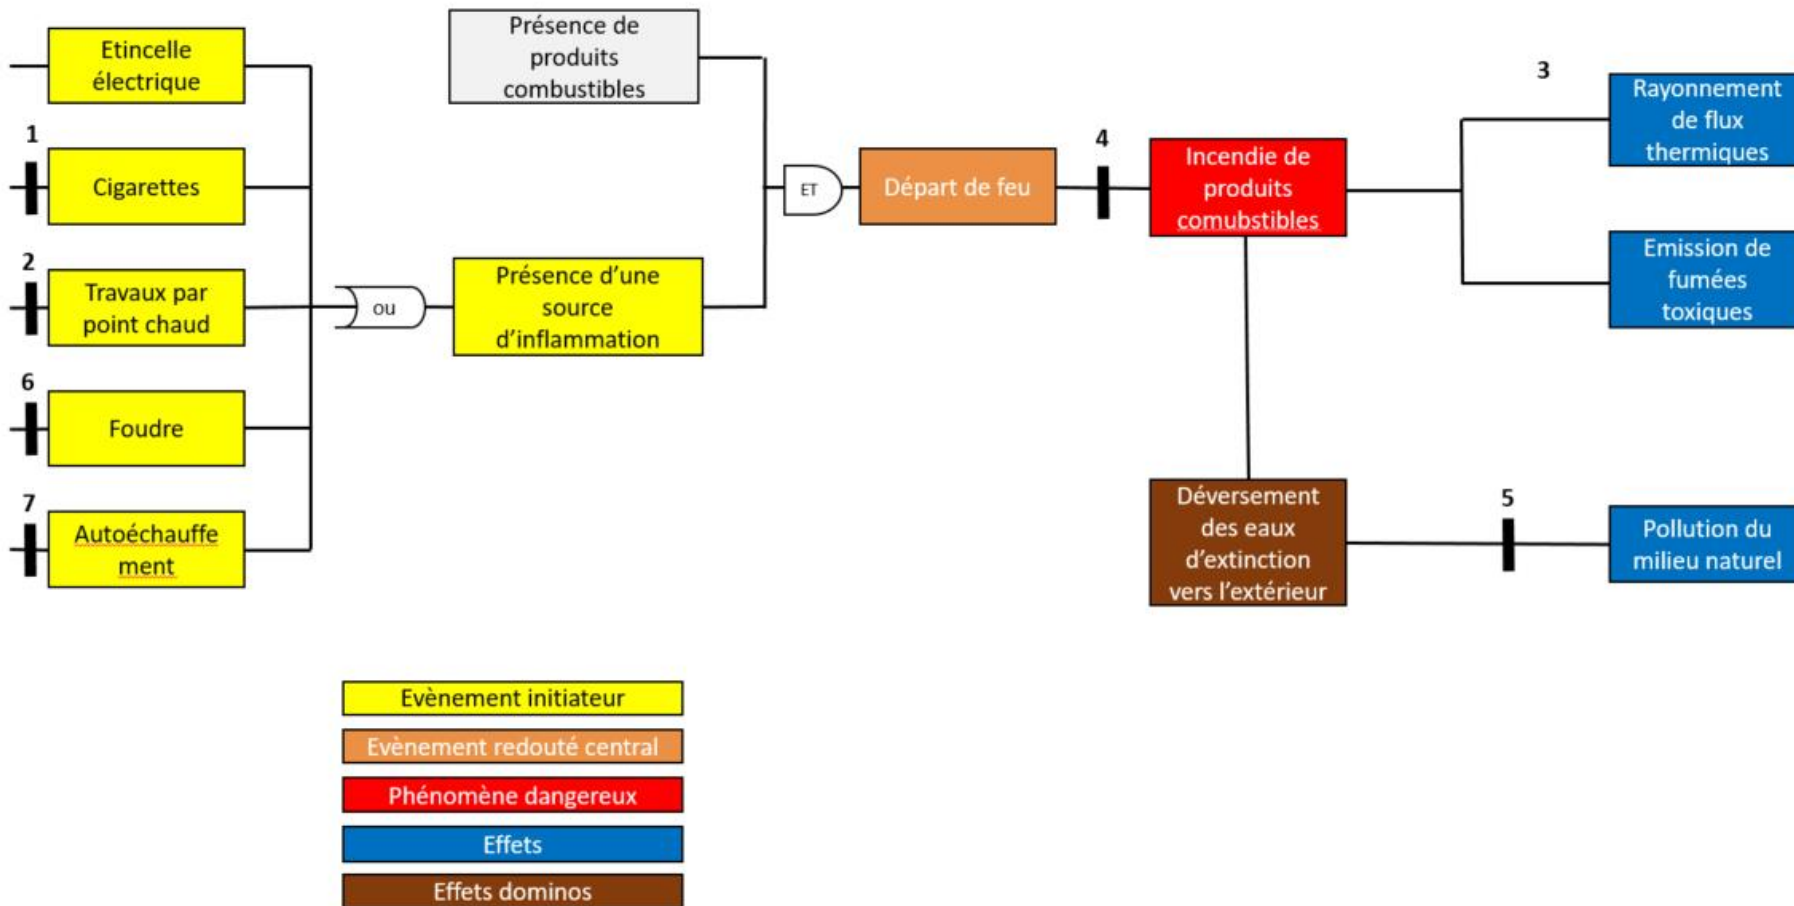 Etincelle
électrique
1
Cigarettes
2
Travaux par
point chaud
6
Foudre
7
Autoéchauffe
ment
ou
Présence de
produits
combustibles
Présence d’une
source
d’inflammation
ET
Départ de feu
4
Incendie de
produits
comubstibles
3
Rayonnement
de flux
thermiques
Emission de
fumées
toxiques
Déversement
des eaux
d’extinction
vers l’extérieur
5
Pollution du
milieu naturel
Evènement initiateur
Evènement redouté central
Phénomène dangereux
Effets
Effets dominos